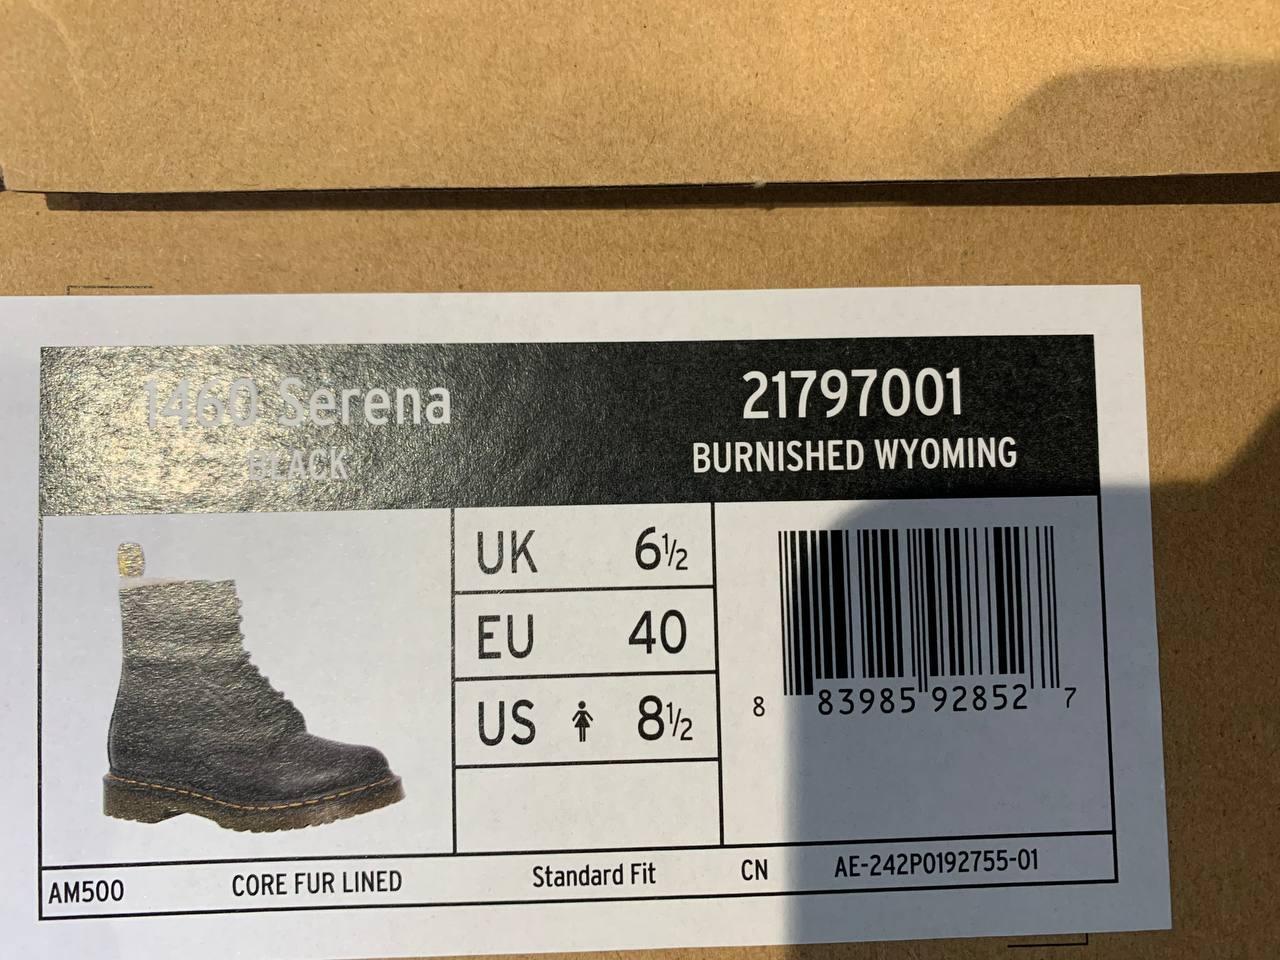 1460 Serena
BLACK
21797001
BURNISHED WYOMING
UK 6½
EU 40
US 8½
8 83985 92852 7
AM500 CORE FUR LINED Standard Fit CN AE-242P0192755-01